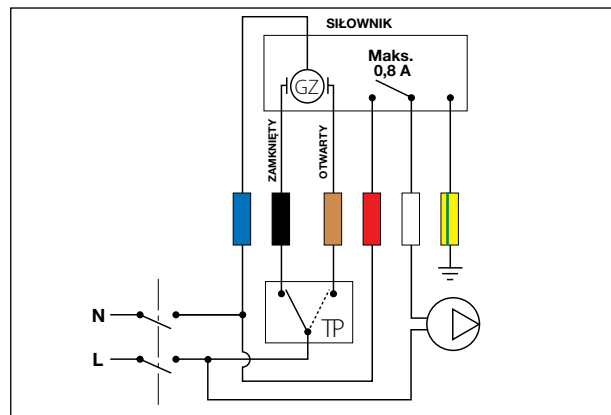 SIŁOWNIK
Maks.
0,8 A
GZ
ZAMKNIĘTY
OTWARTY
N
TP
L